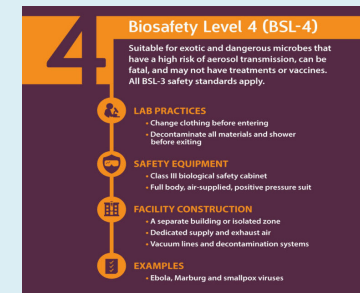 4
Biosafety Level 4 (BSL-4)
Suitable for exotic and dangerous microbes that
have a high risk of aerosol transmission, can be
fatal, and may not have treatments or vaccines.
All BSL-3 safety standards apply.
LAB PRACTICES
• Change clothing before entering
• Decontaminate all materials and shower
before exiting
SAFETY EQUIPMENT
• Class III biological safety cabinet
• Full body, air-supplied, positive pressure suit
FACILITY CONSTRUCTION
• A separate building or isolated zone
• Dedicated supply and exhaust air
• Vacuum lines and decontamination systems
EXAMPLES
• Ebola, Marburg and smallpox viruses